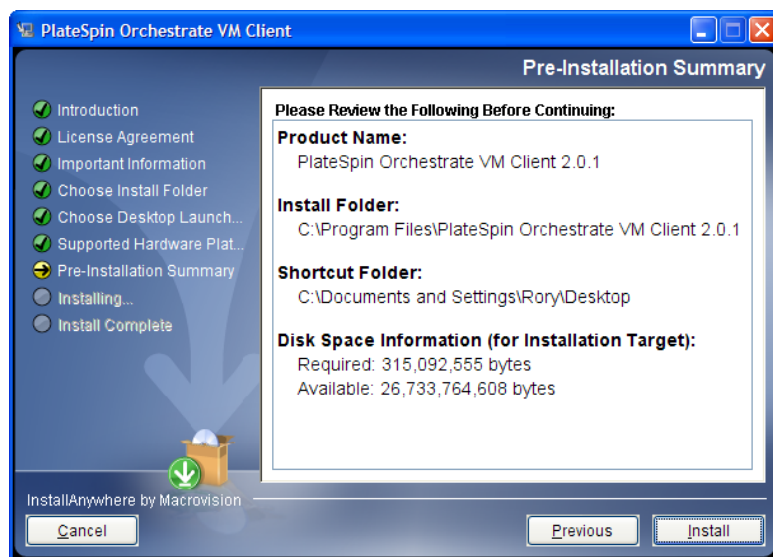 PlateSpin Orchestrate VM Client
Pre-Installation Summary
Introduction
License Agreement
Important Information
Choose Install Folder
Choose Desktop Launch...
Supported Hardware Plat...
Pre-Installation Summary
Installing...
Install Complete
Please Review the Following Before Continuing:
Product Name:
PlateSpin Orchestrate VM Client 2.0.1
Install Folder:
C:\Program Files\PlateSpin Orchestrate VM Client 2.0.1
Shortcut Folder:
C:\Documents and Settings\Rory\Desktop
Disk Space Information (for Installation Target):
Required: 315,092,555 bytes
Available: 26,733,764,608 bytes
InstallAnywhere by Macrovision
Cancel
Previous
Install